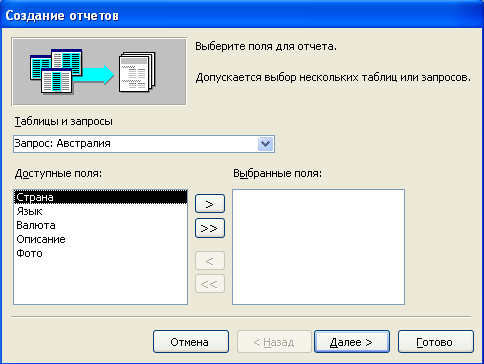 Создание отчетов
Выберите поля для отчета.
Допускается выбор нескольких таблиц или запросов.
Таблицы и запросы
Запрос: Австралия
Доступные поля:
Выбранные поля:
Страна
Язык
Валюта
Описание
Фото
>
>>
<
<<
Отмена
< Назад
Далее >
Готово